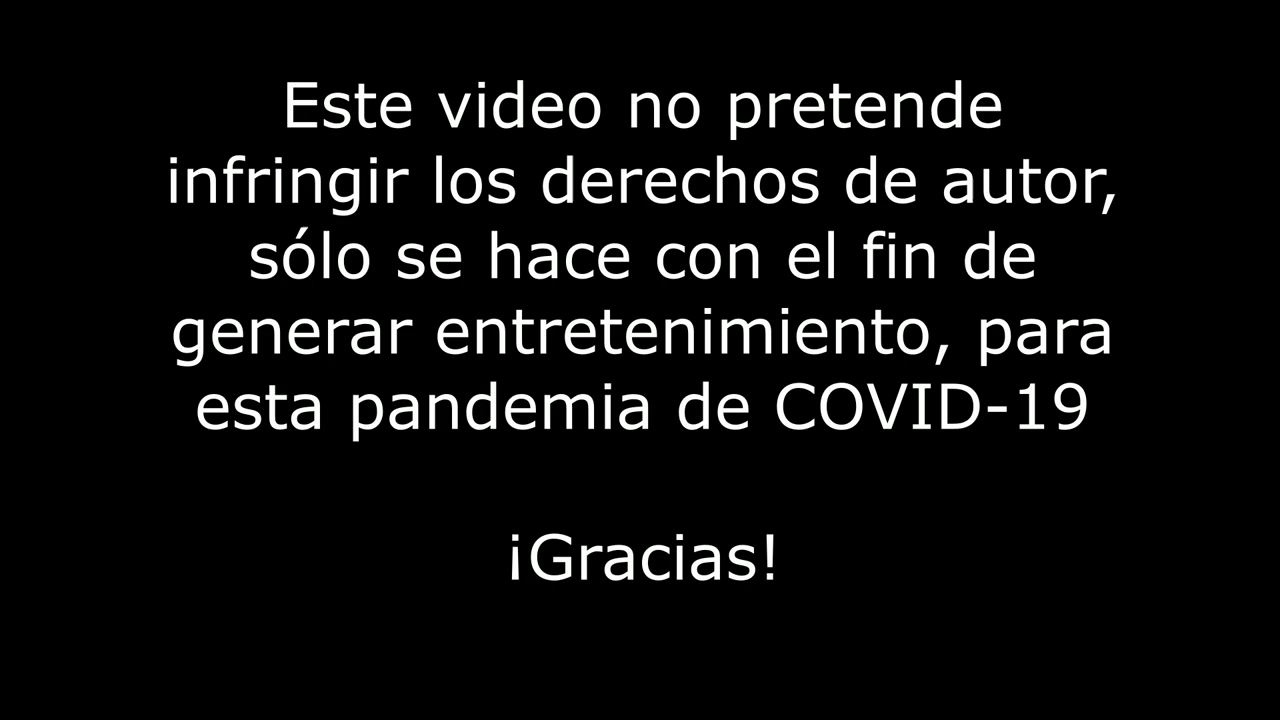 Este video no pretende
infringir los derechos de autor,
sólo se hace con el fin de
generar entretenimiento, para
esta pandemia de COVID-19
¡Gracias!